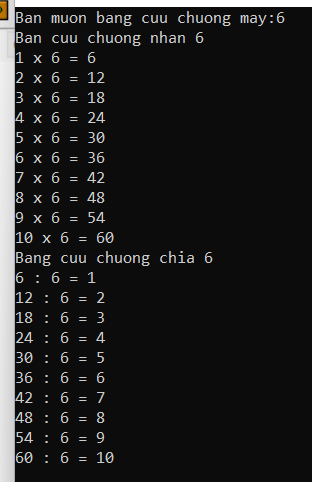 Ban muon bang cuu chuong may:6
Ban cuu chuong nhan 6
1 x 6 = 6
2 x 6 = 12
3 x 6 = 18
4 x 6 = 24
5 x 6 = 30
6 x 6 = 36
7 x 6 = 42
8 x 6 = 48
9 x 6 = 54
10 x 6 = 60
Bang cuu chuong chia 6
6 : 6 = 1
12 : 6 = 2
18 : 6 = 3
24 : 6 = 4
30 : 6 = 5
36 : 6 = 6
42 : 6 = 7
48 : 6 = 8
54 : 6 = 9
60 : 6 = 10